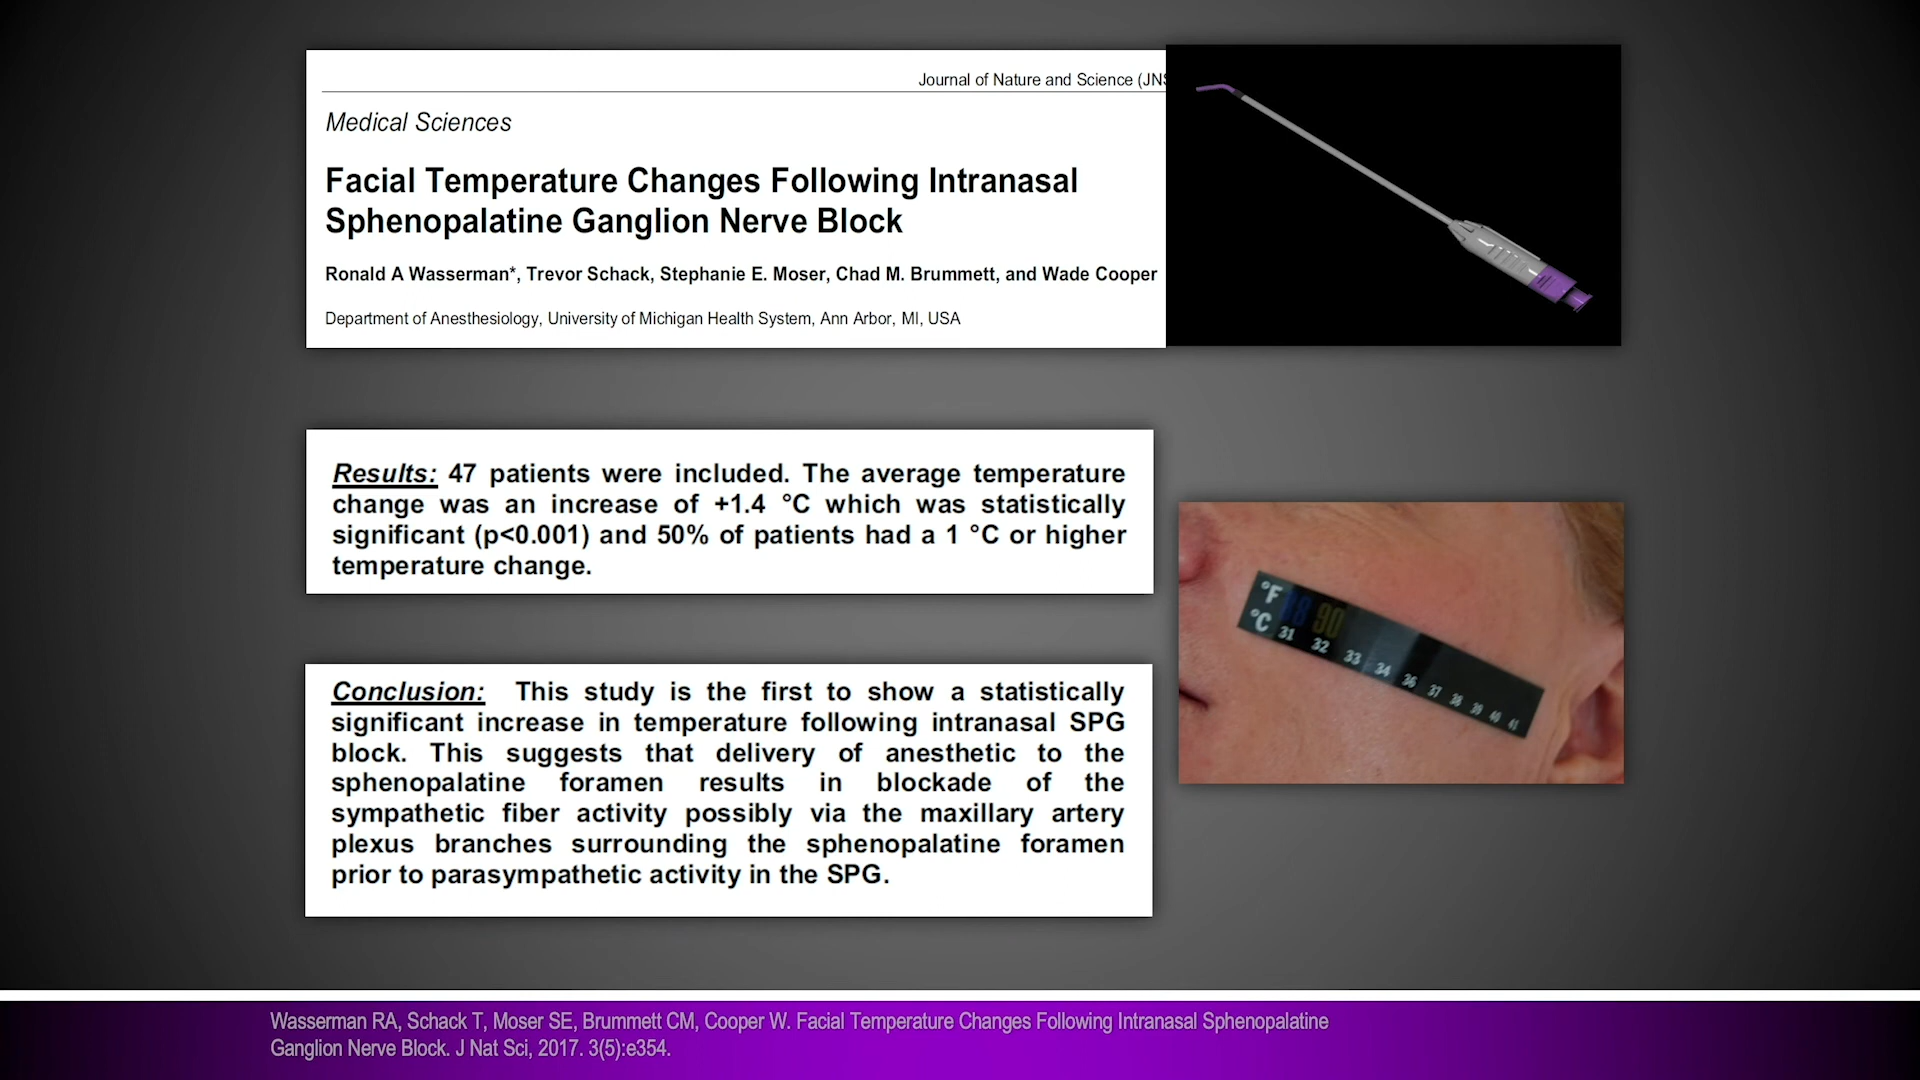 Journal of Nature and Science (JNS
Medical Sciences
Facial Temperature Changes Following Intranasal
Sphenopalatine Ganglion Nerve Block
Ronald A Wasserman*, Trevor Schack, Stephanie E. Moser, Chad M. Brummett, and Wade Cooper
Department of Anesthesiology, University of Michigan Health System, Ann Arbor, MI, USA
Results: 47 patients were included. The average temperature
change was an increase of +1.4 °C which was statistically
significant (p<0.001) and 50% of patients had a 1 °C or higher
temperature change.
°F 88 90
°C 31 32 33 34 36 37 38 39 40 41
Conclusion: This study is the first to show a statistically
significant increase in temperature following intranasal SPG
block. This suggests that delivery of anesthetic to the
sphenopalatine foramen results in blockade of the
sympathetic fiber activity possibly via the maxillary artery
plexus branches surrounding the sphenopalatine foramen
prior to parasympathetic activity in the SPG.
Wasserman RA, Schack T, Moser SE, Brummett CM, Cooper W. Facial Temperature Changes Following Intranasal Sphenopalatine
Ganglion Nerve Block. J Nat Sci, 2017. 3(5):e354.